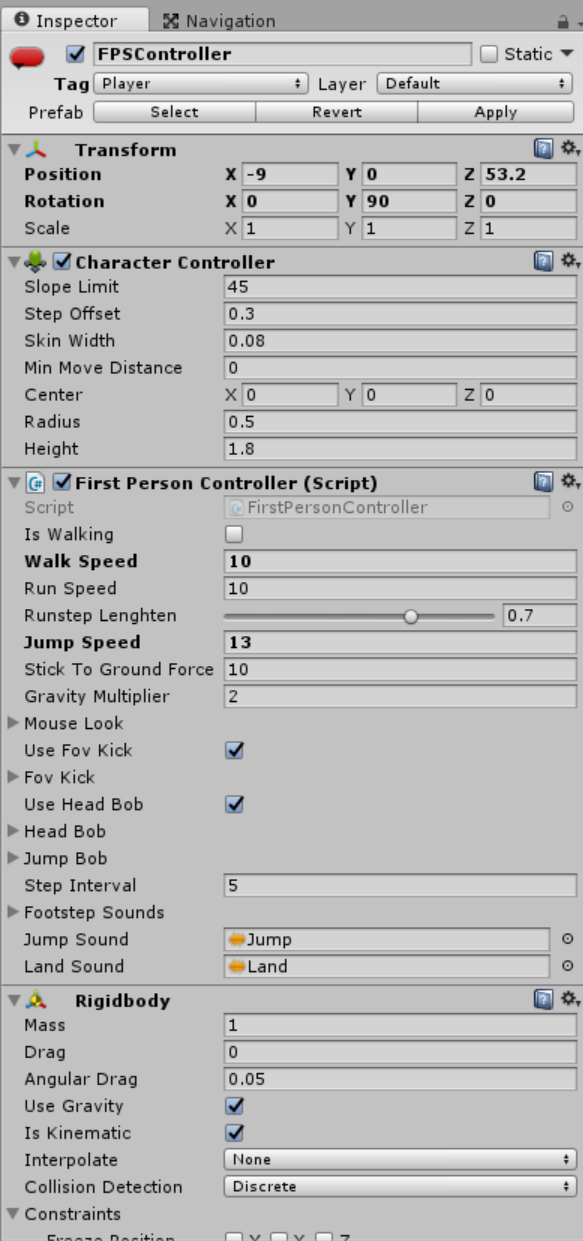 Inspector Navigation
FPSController Static
Tag Player Layer Default
Prefab Select Revert Apply
Transform
Position X -9 Y 0 Z 53.2
Rotation X 0 Y 90 Z 0
Scale X 1 Y 1 Z 1
Character Controller
Slope Limit 45
Step Offset 0.3
Skin Width 0.08
Min Move Distance 0
Center X 0 Y 0 Z 0
Radius 0.5
Height 1.8
First Person Controller (Script)
Script FirstPersonController
Is Walking
Walk Speed 10
Run Speed 10
Runstep Lenghten 0.7
Jump Speed 13
Stick To Ground Force 10
Gravity Multiplier 2
Mouse Look
Use Fov Kick
Fov Kick
Use Head Bob
Head Bob
Jump Bob
Step Interval 5
Footstep Sounds
Jump Sound Jump
Land Sound Land
Rigidbody
Mass 1
Drag 0
Angular Drag 0.05
Use Gravity
Is Kinematic
Interpolate None
Collision Detection Discrete
Constraints
Freeze Position X Y Z